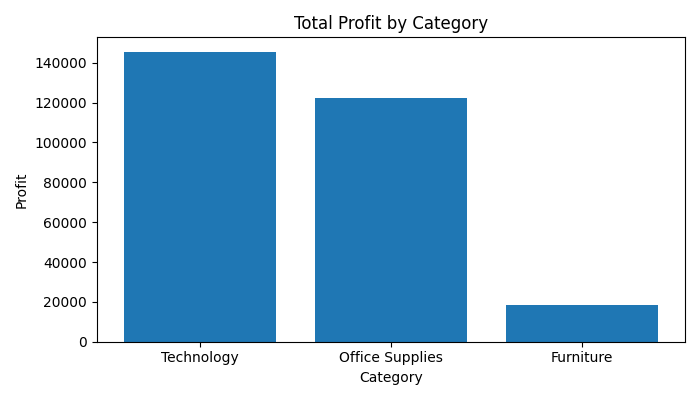 Total Profit by Category
140000
120000
100000
80000
60000
40000
20000
0
Profit
Technology Office Supplies Furniture
Category